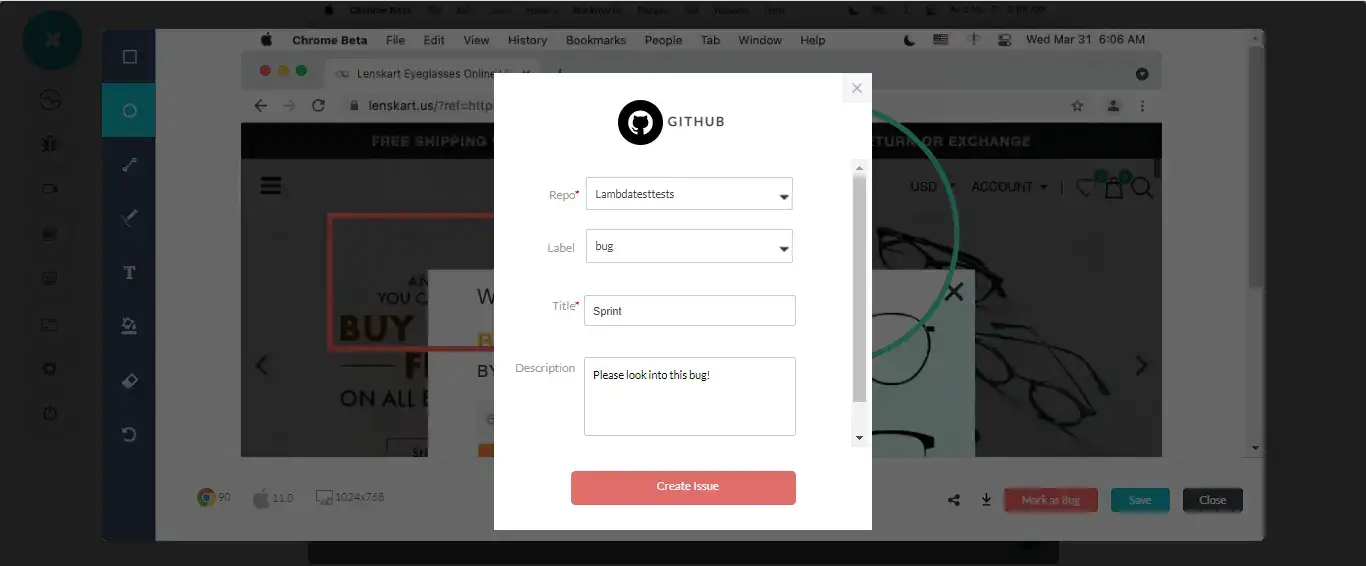 Chrome Beta File Edit View History Bookmarks People Tab Window Help Wed Mar 31 6:06 AM
Lenskart Eyeglasses Online
lenskart.us/?ref=http
FREE SHIPPING
OR EXCHANGE
USD ACCOUNT
GITHUB
Repo* Lambdatesttests
Label bug
Title* Sprint
Description Please look into this bug!
Create Issue
YOU C
BUY
BY
ON ALL
T
90 11.0 1024x768
Mark as Bug Save Close